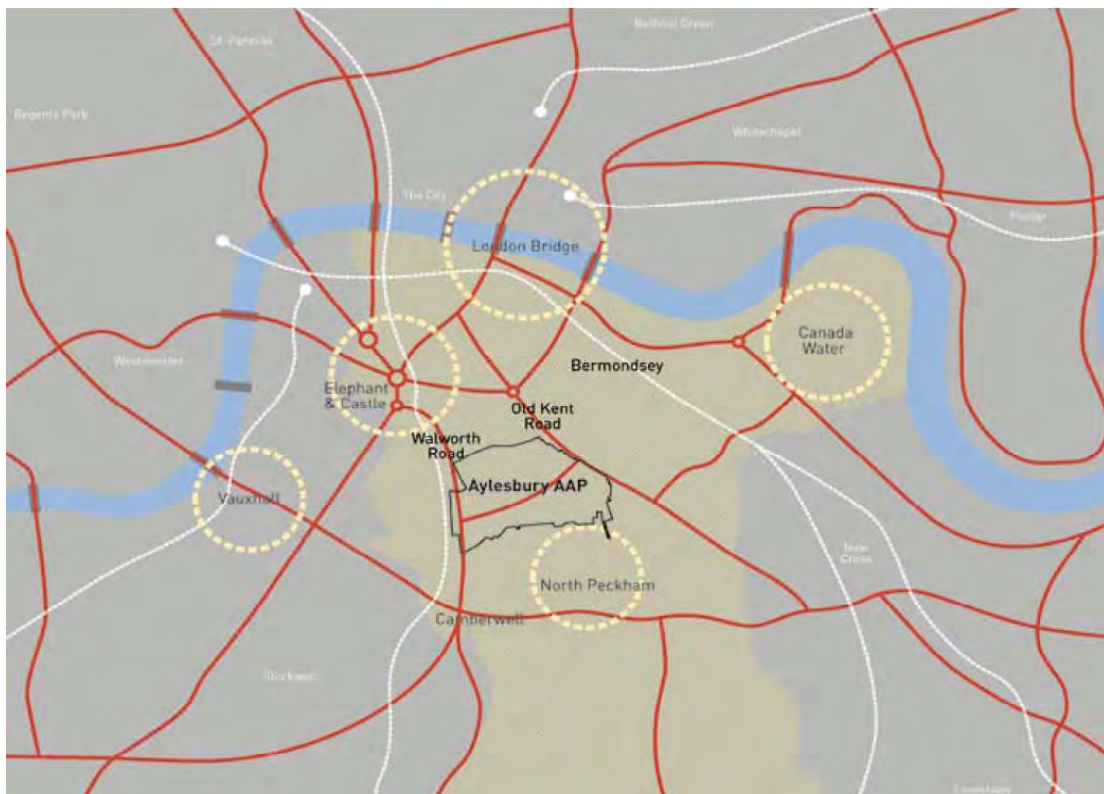 Bethnal Green
St. Pancras
Regents Park
Whitechapel
The City
Poplar
London Bridge
Canada
Water
Westminster
Bermondsey
Elephant
& Castle
Old Kent
Road
Walworth
Road
Aylesbury AAP
Vauxhall
New
Cross
North Peckham
Camberwell
Stockwell
Lewisham